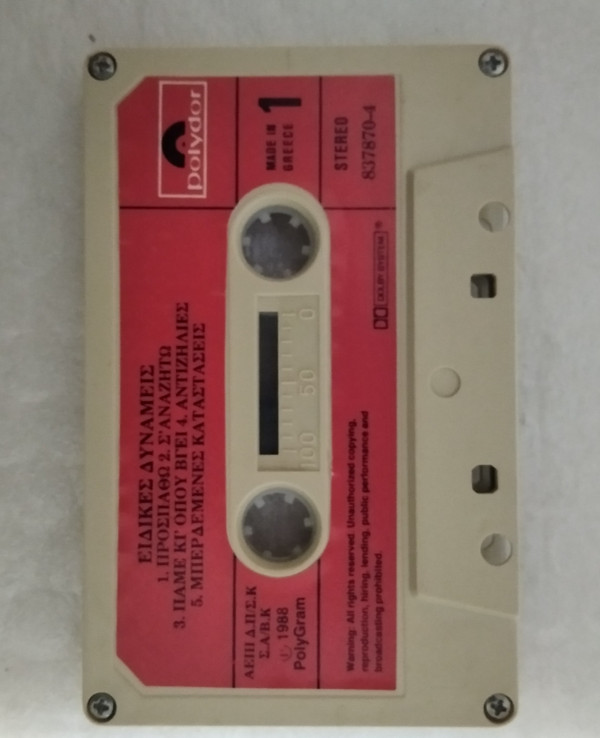 ΕΙΔΙΚΕΣ ΔΥΝΑΜΕΙΣ
1. ΠΡΟΣΠΑΘΩ 2. Σ' ΑΝΑΖΗΤΩ
3. ΠΑΜΕ ΚΙ' ΟΠΟΥ ΒΓΕΙ 4. ΑΝΤΙΖΗΛΙΕΣ
5. ΜΠΕΡΔΕΜΕΝΕΣ ΚΑΤΑΣΤΑΣΕΙΣ
polydor
ΑΕΠΙ Δ.Π.Σ.Κ
Σ.Α/Β.Κ
℗ 1988
PolyGram
100 50 0
MADE IN
GREECE
1
STEREO
837870-4
DOLBY SYSTEM®
Warning: All rights reserved. Unauthorized copying,
reproduction, hiring, lending, public performance and
broadcasting prohibited